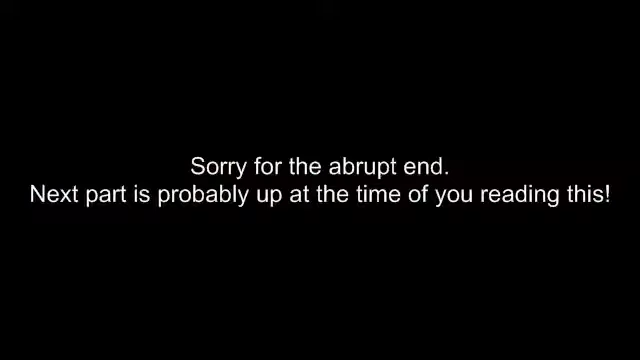 Sorry for the abrupt end.
Next part is probably up at the time of you reading this!